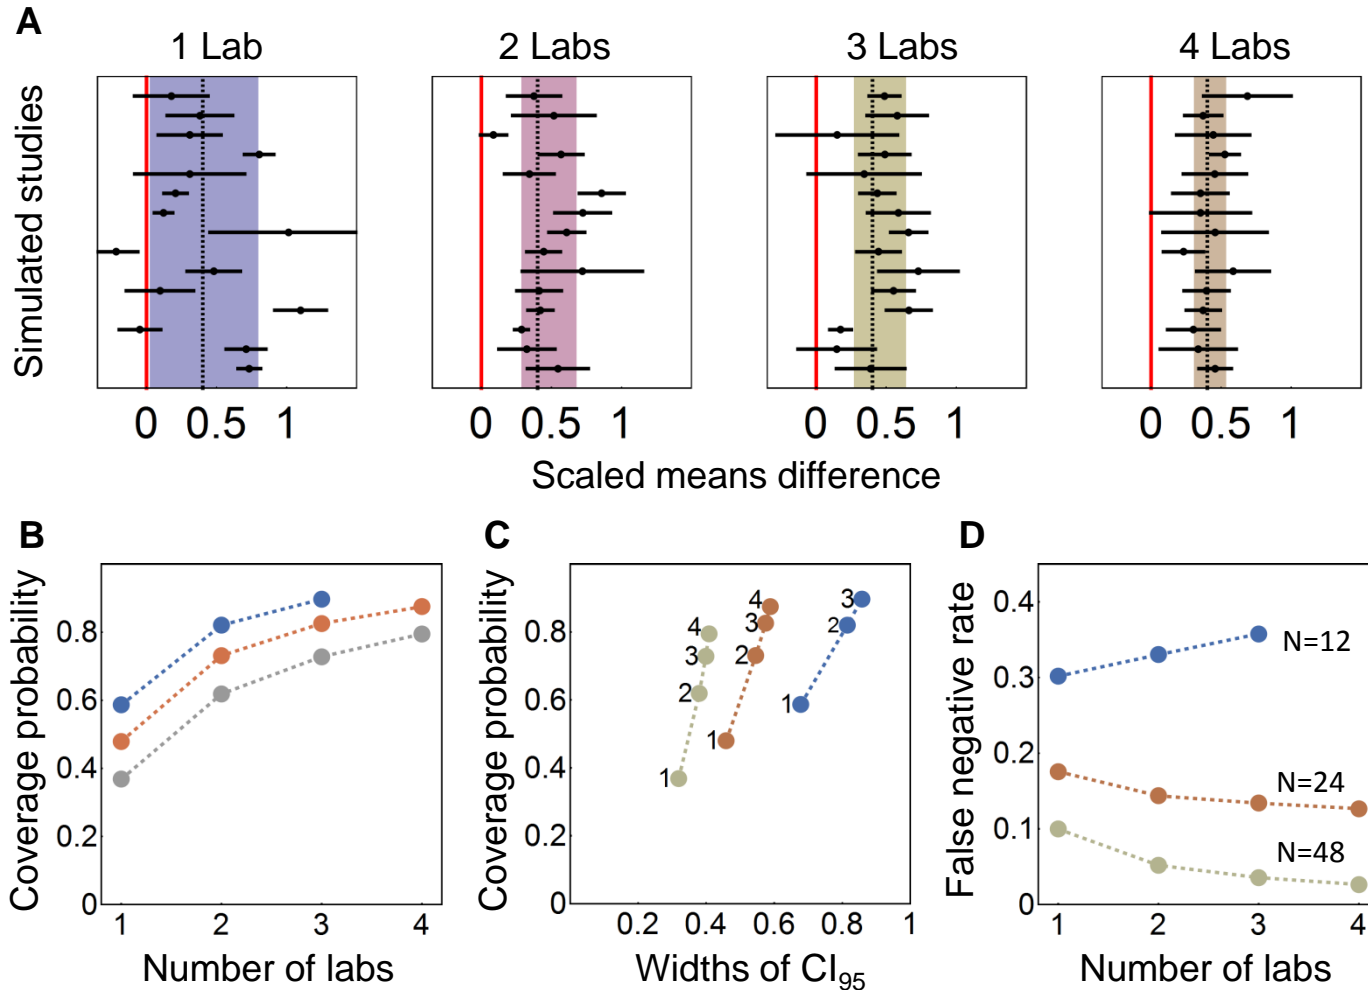 A
1 Lab
2 Labs
3 Labs
4 Labs
Simulated studies
0 0.5 1
0 0.5 1
0 0.5 1
0 0.5 1
Scaled means difference
B
Coverage probability
0.8
0.6
0.4
0.2
0
1 2 3 4
Number of labs
C
Coverage probability
0.8
0.6
0.4
0.2
0
4
3
2
1
4
3
2
1
3
2
1
0.2 0.4 0.6 0.8 1
Widths of CI95
D
False negative rate
0.4
0.3
0.2
0.1
0
N=12
N=24
N=48
1 2 3 4
Number of labs